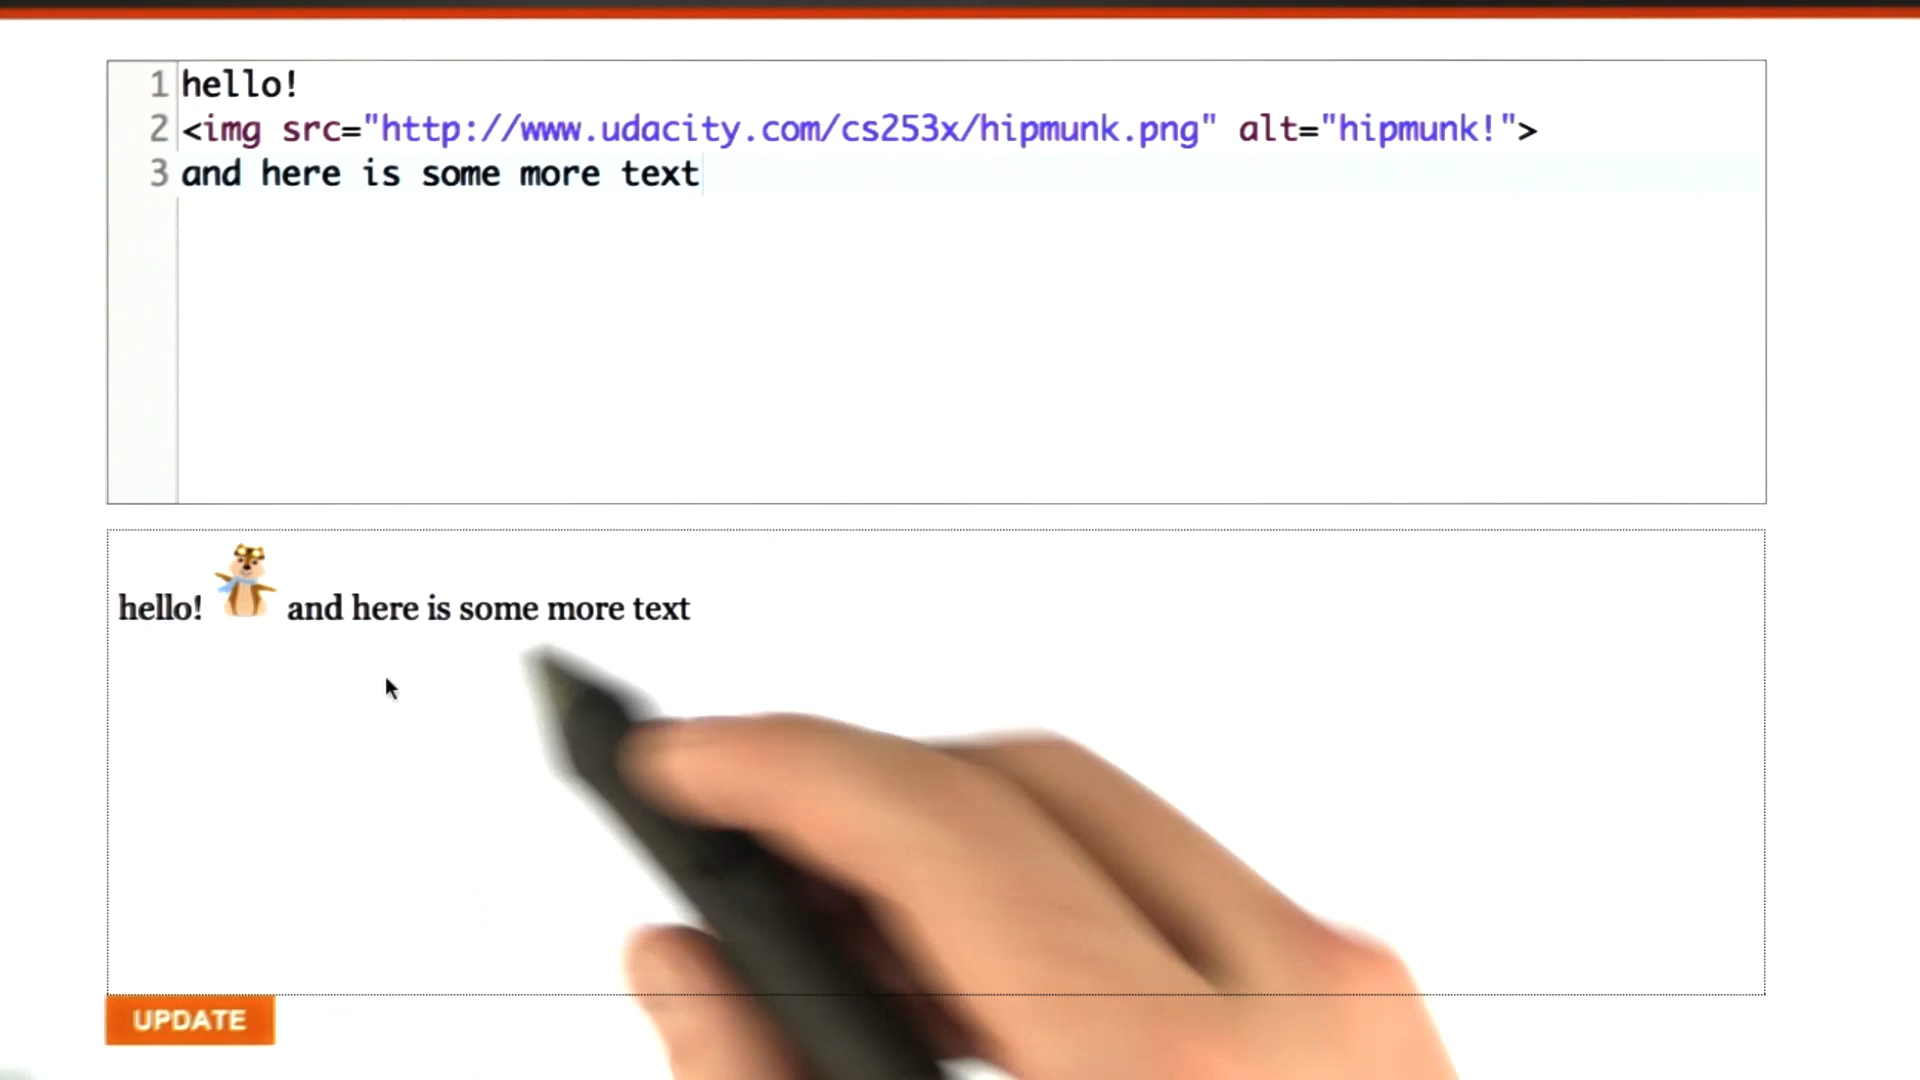 1 hello!
2 <img src="http://www.udacity.com/cs253x/hipmunk.png" alt="hipmunk!">
3 and here is some more text
hello! and here is some more text
UPDATE